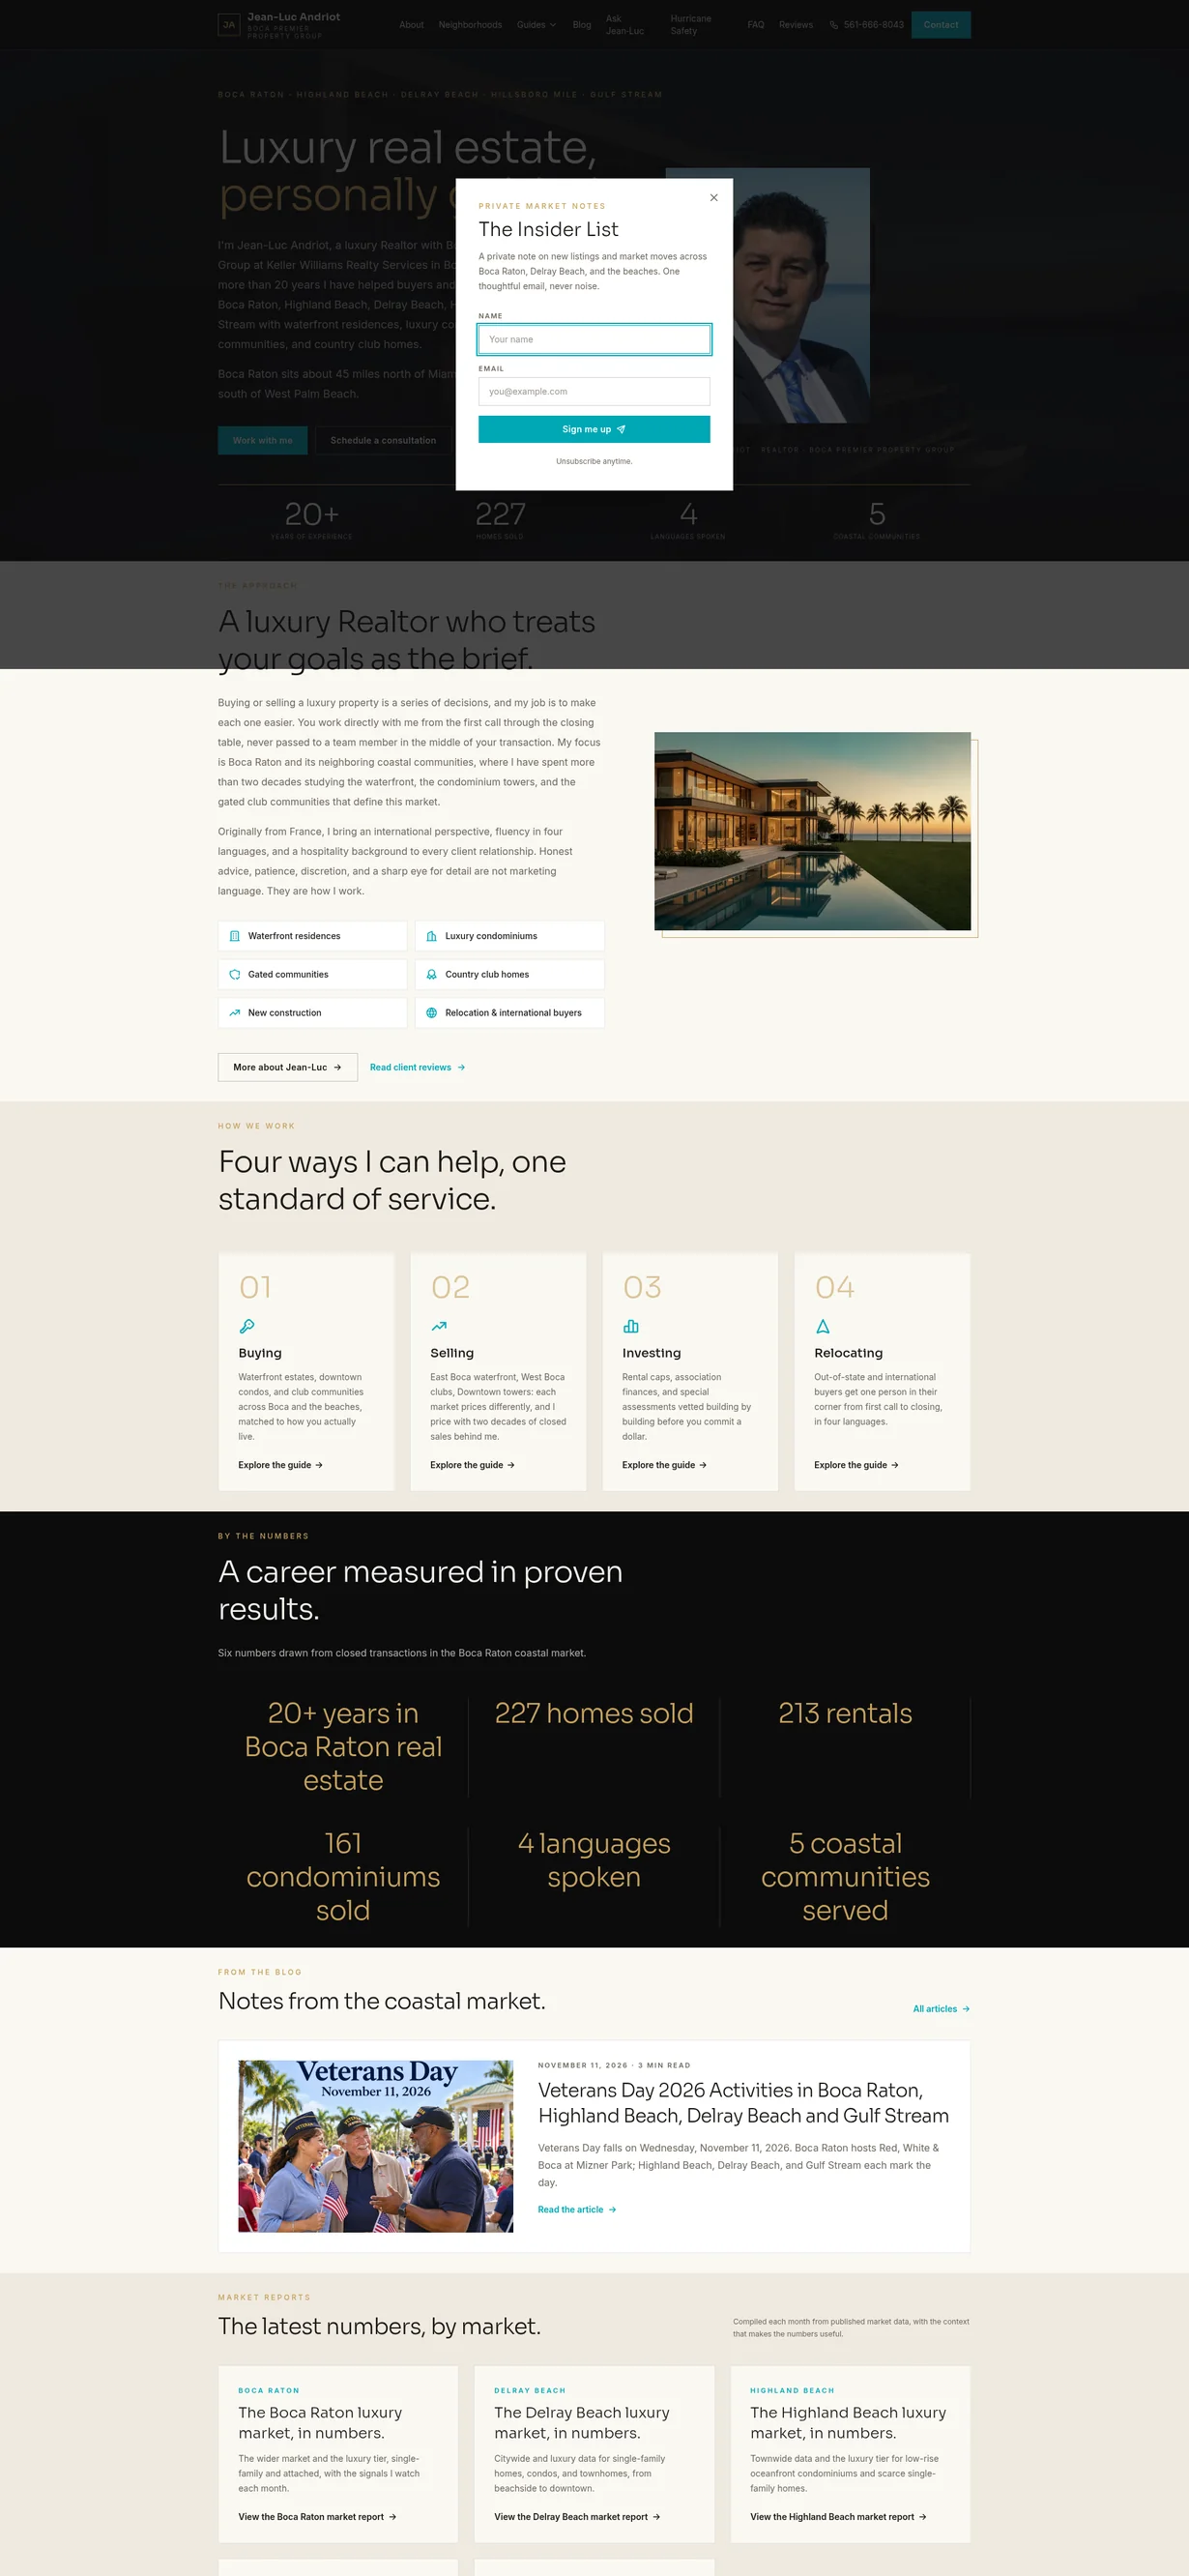 JA
Jean-Luc Andriot
BOCA PREMIER
PROPERTY GROUP
About
Neighborhoods
Guides
Blog
Ask
Jean-Luc
Hurricane
Safety
FAQ
Reviews
561-666-8043
Contact
BOCA RATON · HIGHLAND BEACH · DELRAY BEACH · HILLSBORO MILE · GULF STREAM
Luxury real estate,
personally
I'm Jean-Luc Andriot, a luxury Realtor with
Group at Keller Williams Realty Services in
more than 20 years I have helped buyers and
Boca Raton, Highland Beach, Delray Beach,
Stream with waterfront residences, luxury
communities, and country club homes.
Boca Raton sits about 45 miles north of Miami
south of West Palm Beach.
Work with me
Schedule a consultation
REALTOR · BOCA PREMIER PROPERTY GROUP
PRIVATE MARKET NOTES
The Insider List
A private note on new listings and market moves across
Boca Raton, Delray Beach, and the beaches. One
thoughtful email, never noise.
NAME
Your name
EMAIL
you@example.com
Sign me up
Unsubscribe anytime.
20+
YEARS OF EXPERIENCE
227
HOMES SOLD
4
LANGUAGES SPOKEN
5
COASTAL COMMUNITIES
THE APPROACH
A luxury Realtor who treats
your goals as the brief.
Buying or selling a luxury property is a series of decisions, and my job is to make
each one easier. You work directly with me from the first call through the closing
table, never passed to a team member in the middle of your transaction. My focus
is Boca Raton and its neighboring coastal communities, where I have spent more
than two decades studying the waterfront, the condominium towers, and the
gated club communities that define this market.
Originally from France, I bring an international perspective, fluency in four
languages, and a hospitality background to every client relationship. Honest
advice, patience, discretion, and a sharp eye for detail are not marketing
language. They are how I work.
Waterfront residences
Luxury condominiums
Gated communities
Country club homes
New construction
Relocation & international buyers
More about Jean-Luc →
Read client reviews →
HOW WE WORK
Four ways I can help, one
standard of service.
01
Buying
Waterfront estates, downtown
condos, and club communities
across Boca and the beaches,
matched to how you actually
live.
Explore the guide →
02
Selling
East Boca waterfront, West Boca
clubs, Downtown towers: each
market prices differently, and I
price with two decades of closed
sales behind me.
Explore the guide →
03
Investing
Rental caps, association
finances, and special
assessments vetted building by
building before you commit a
dollar.
Explore the guide →
04
Relocating
Out-of-state and international
buyers get one person in their
corner from first call to closing,
in four languages.
Explore the guide →
BY THE NUMBERS
A career measured in proven
results.
Six numbers drawn from closed transactions in the Boca Raton coastal market.
20+ years in
Boca Raton real
estate
227 homes sold
213 rentals
161
condominiums
sold
4 languages
spoken
5 coastal
communities
served
FROM THE BLOG
Notes from the coastal market.
All articles →
Veterans Day
November 11, 2026
NOVEMBER 11, 2026 · 3 MIN READ
Veterans Day 2026 Activities in Boca Raton,
Highland Beach, Delray Beach and Gulf Stream
Veterans Day falls on Wednesday, November 11, 2026. Boca Raton hosts Red, White &
Boca at Mizner Park; Highland Beach, Delray Beach, and Gulf Stream each mark the
day.
Read the article →
MARKET REPORTS
The latest numbers, by market.
Compiled each month from published market data, with the context
that makes the numbers useful.
BOCA RATON
The Boca Raton luxury
market, in numbers.
The wider market and the luxury tier, single-
family and attached, with the signals I watch
each month.
View the Boca Raton market report →
DELRAY BEACH
The Delray Beach luxury
market, in numbers.
Citywide and luxury data for single-family
homes, condos, and townhomes, from
beachside to downtown.
View the Delray Beach market report →
HIGHLAND BEACH
The Highland Beach luxury
market, in numbers.
Townwide data and the luxury tier for low-rise
oceanfront condominiums and scarce single-
family homes.
View the Highland Beach market report →